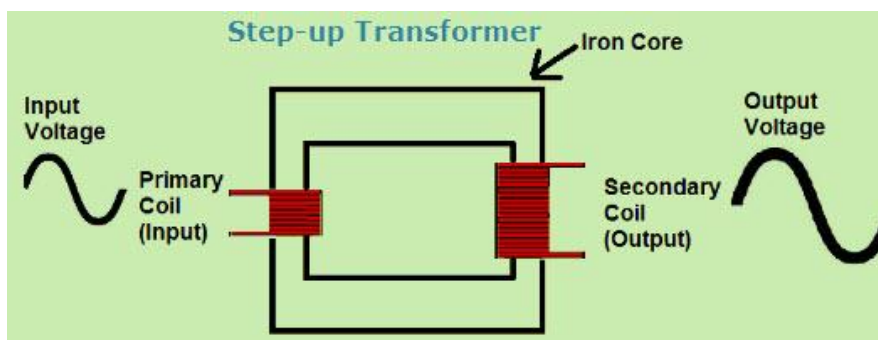 Step-up Transformer
Iron Core
Input
Voltage
Output
Voltage
Primary
Coil
(Input)
Secondary
Coil
(Output)